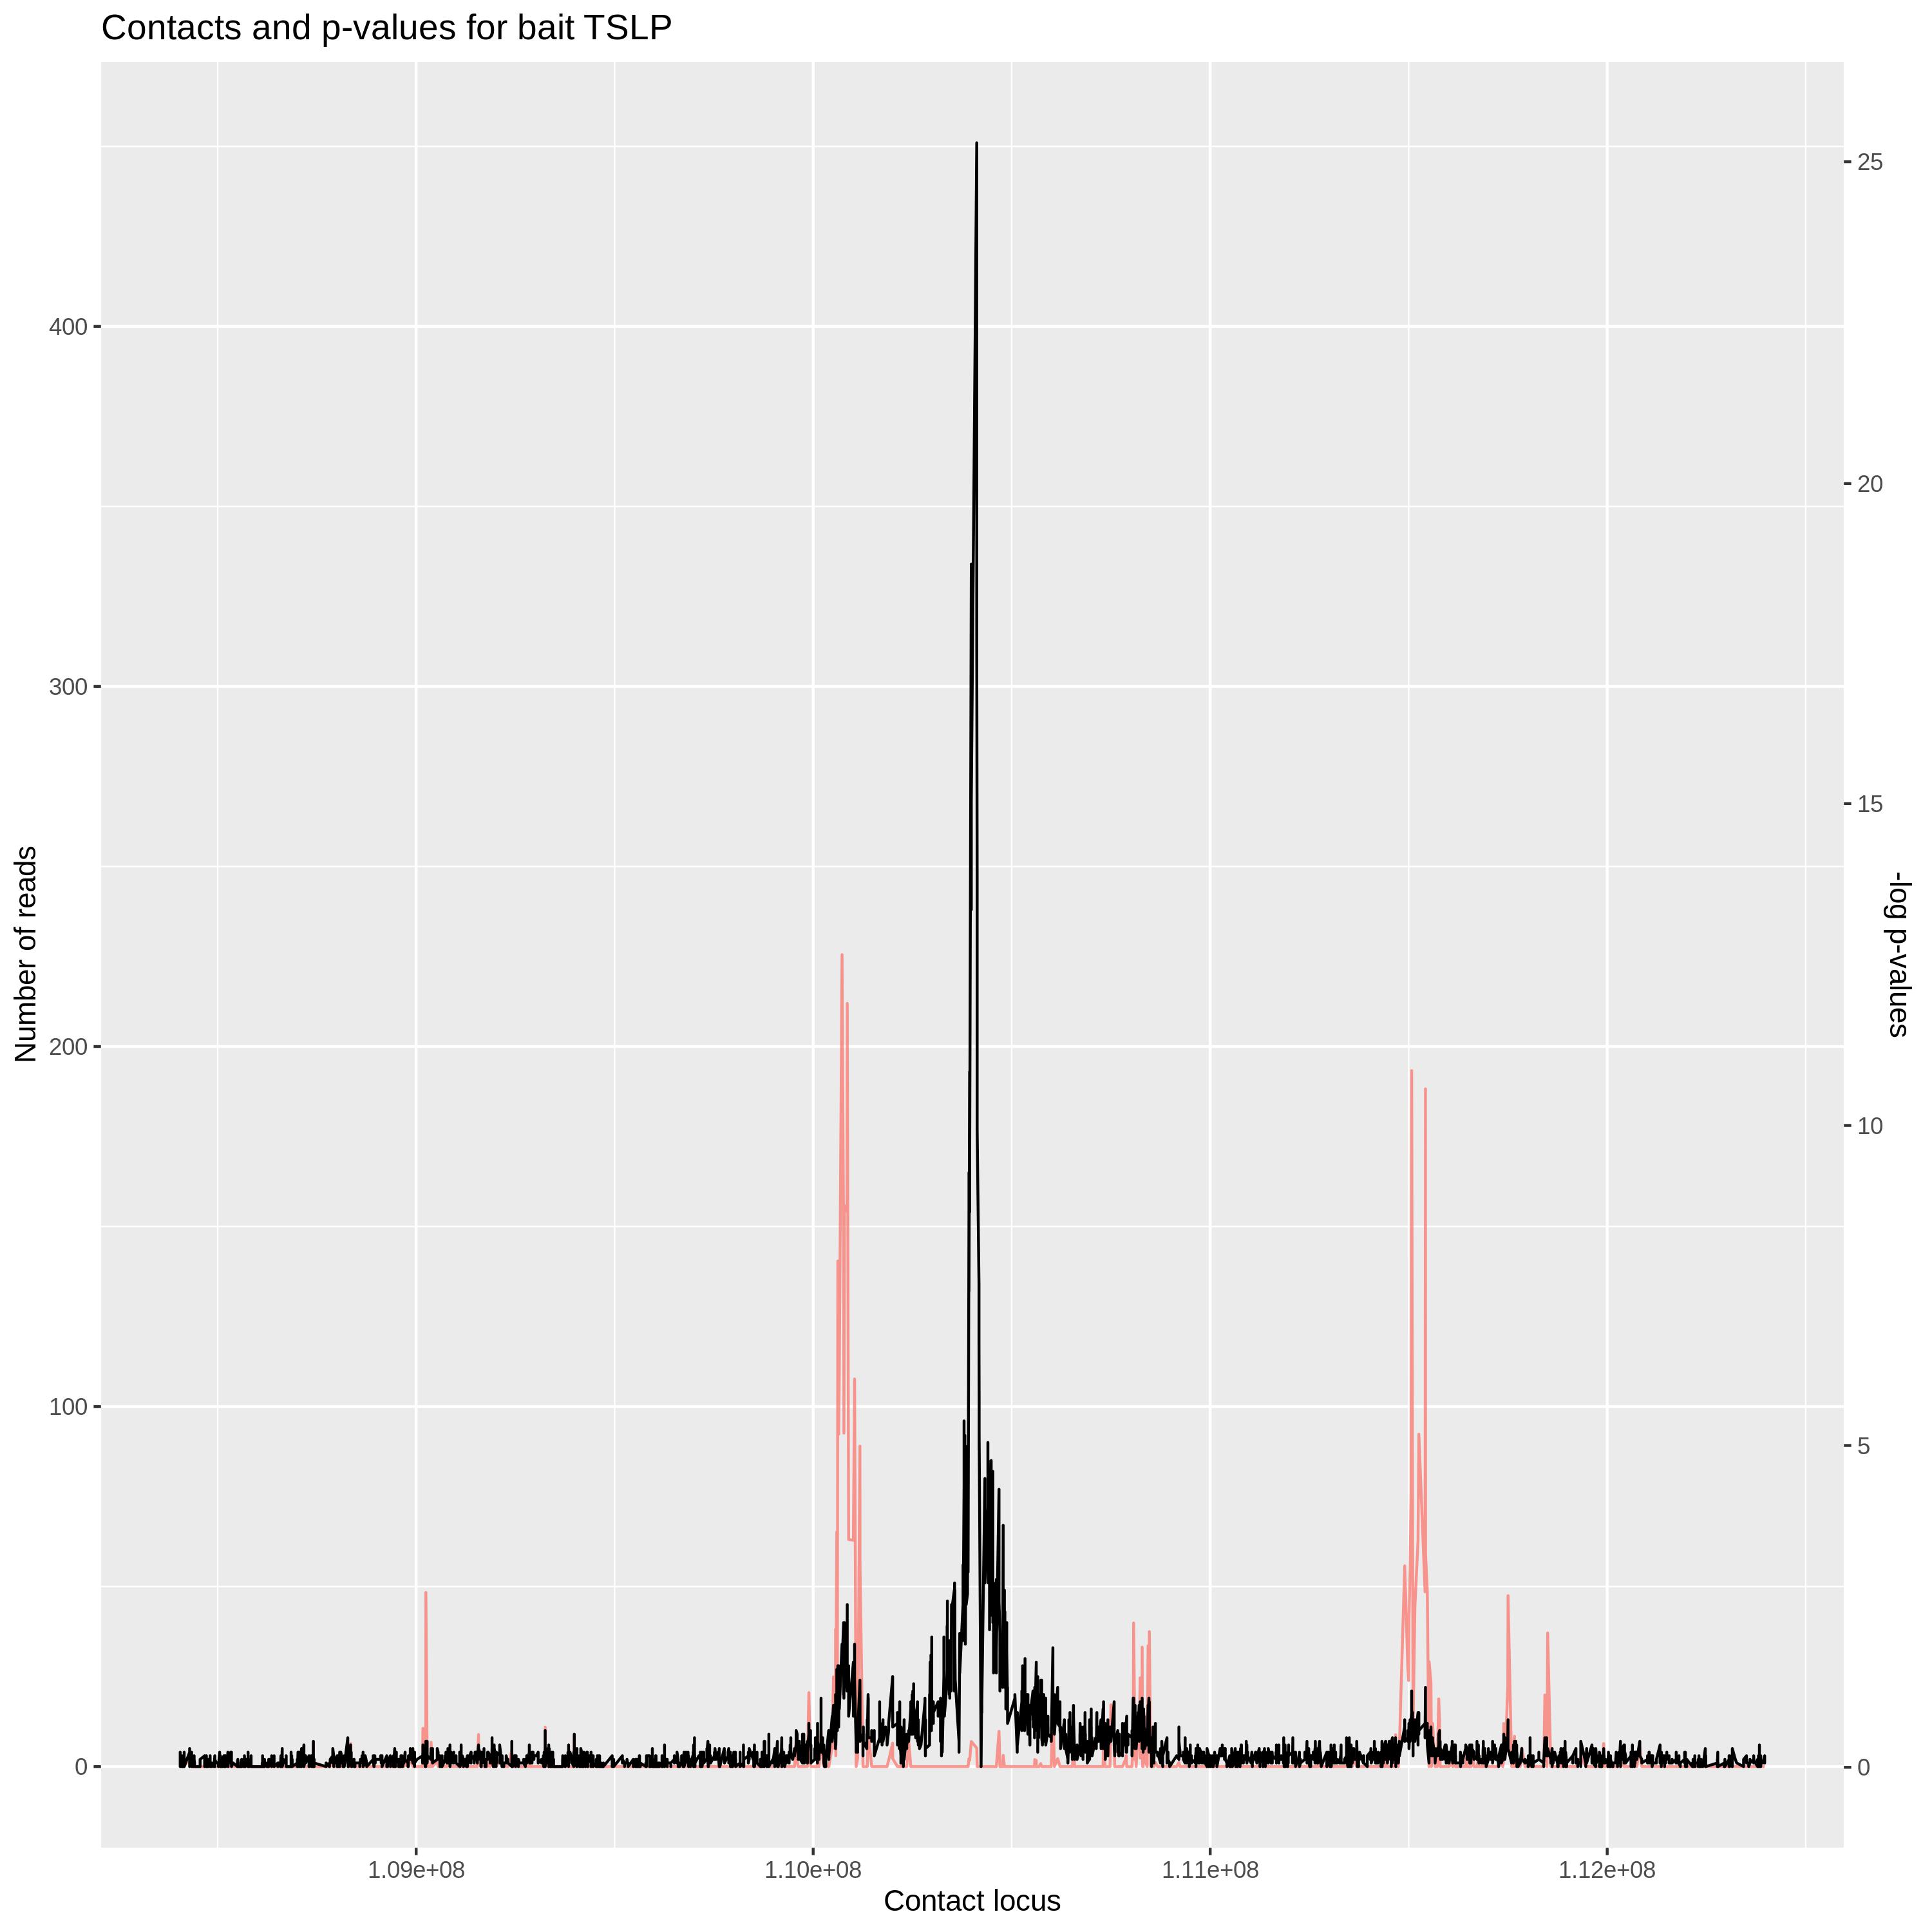 Contacts and p-values for bait TSLP
400
300
200
100
0
Number of reads
25
20
15
10
5
0
-log p-values
1.09e+08
1.10e+08
1.11e+08
1.12e+08
Contact locus